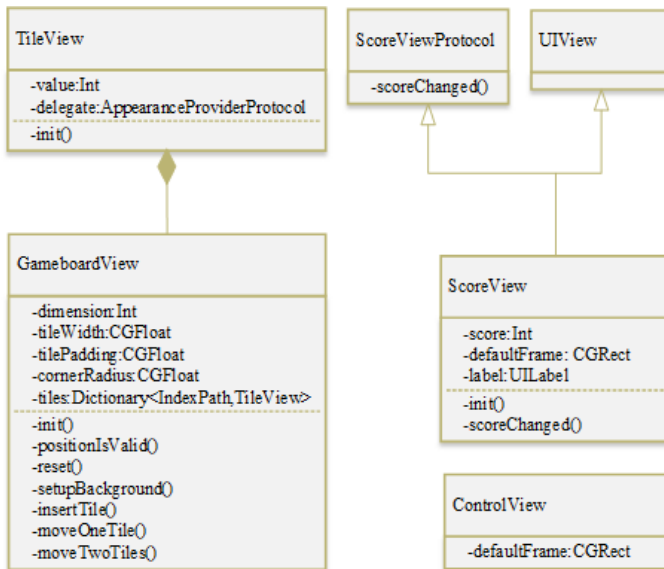 TileView
-value:Int
-delegate:AppearanceProviderProtocol
-init()
ScoreViewProtocol
-scoreChanged()
UIView
GameboardView
-dimension:Int
-tileWidth:CGFloat
-tilePadding:CGFloat
-cornerRadius:CGFloat
-tiles:Dictionary<IndexPath,TileView>
-init()
-positionIsValid()
-reset()
-setupBackground()
-insertTile()
-moveOneTile()
-moveTwoTiles()
ScoreView
-score:Int
-defaultFrame: CGRect
-label:UILabel
-init()
-scoreChanged()
ControlView
-defaultFrame:CGRect